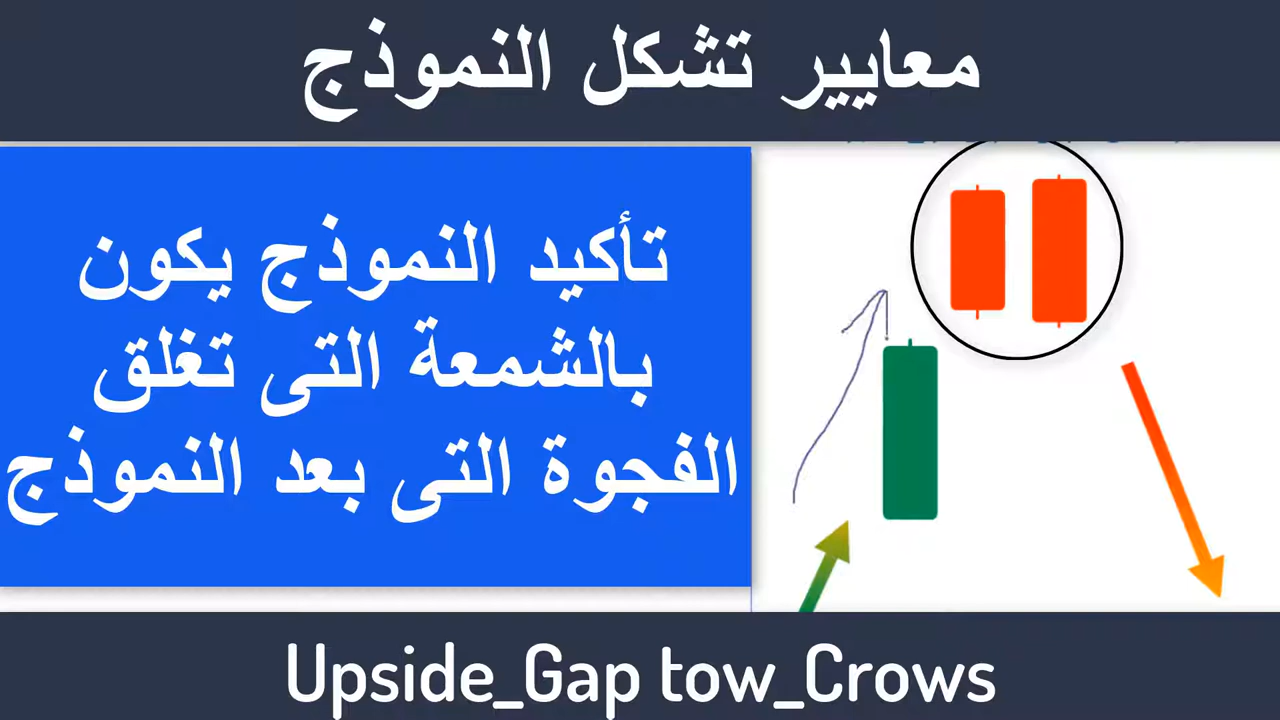 معايير تشكل النموذج
تأكيد النموذج يكون
بالشمعة التى تغلق
الفجوة التى بعد النموذج
Upside_Gap tow_Crows